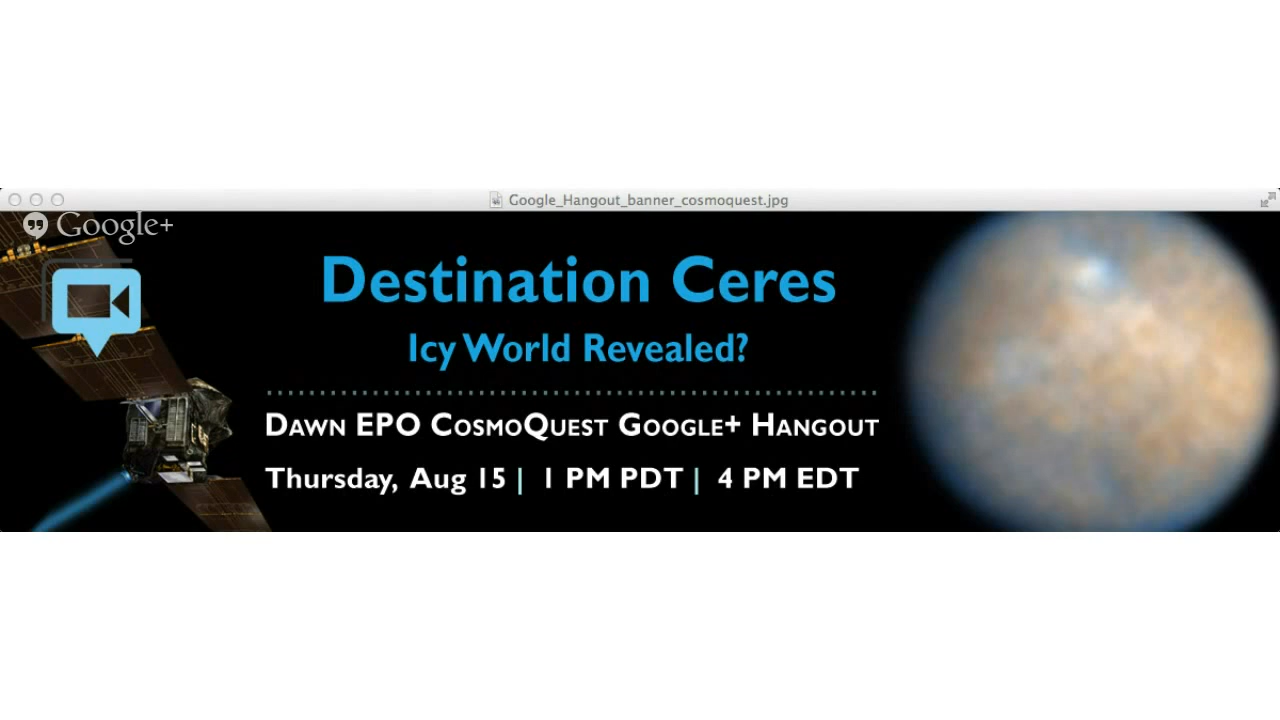 Google_Hangout_banner_cosmoquest.jpg
Google+
Destination Ceres
Icy World Revealed?
DAWN EPO COSMOQUEST GOOGLE+ HANGOUT
Thursday, Aug 15 | 1 PM PDT | 4 PM EDT